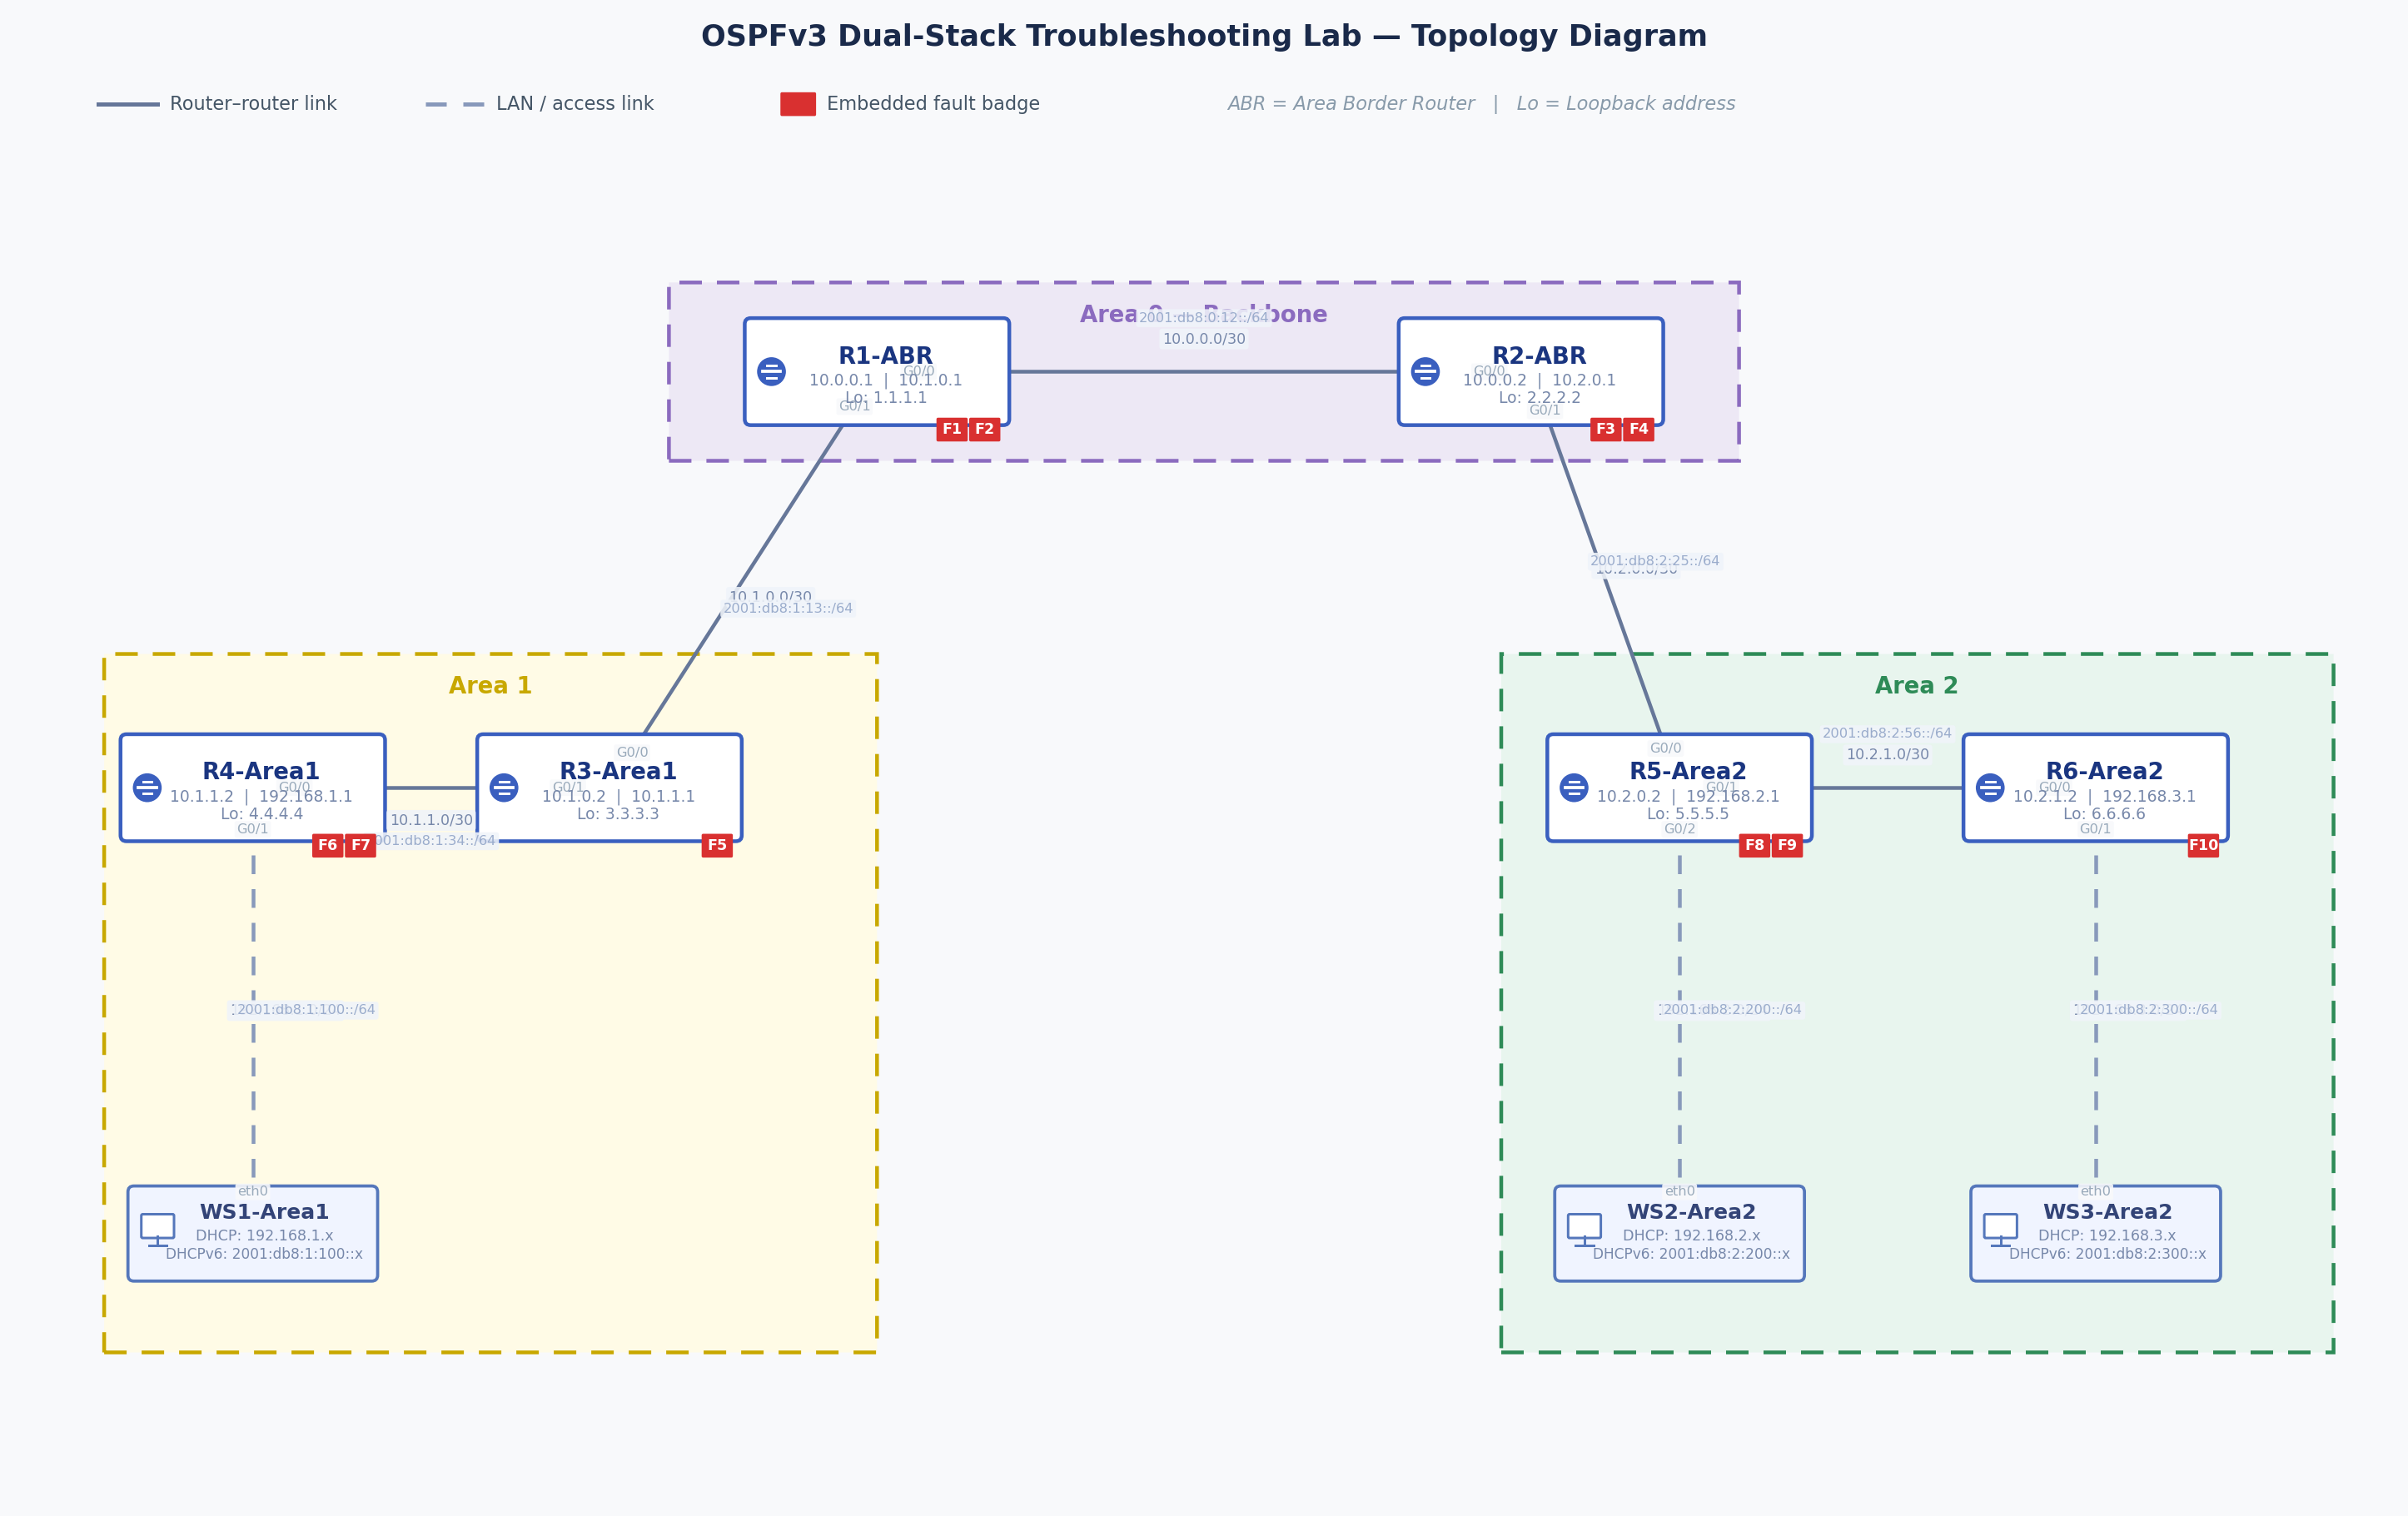 OSPFv3 Dual-Stack Troubleshooting Lab — Topology Diagram
Router–router link
LAN / access link
Embedded fault badge
ABR = Area Border Router | Lo = Loopback address
Area 0
2001:db8:0:12::/64
10.0.0.0/30
R1-ABR
G0/0
10.0.0.1 | 10.1.0.1
Lo: 1.1.1.1
G0/1
F1 F2
R2-ABR
G0/0
10.0.0.2 | 10.2.0.1
Lo: 2.2.2.2
G0/1
F3 F4
2001:db8:2:25::/64
10.2.0.0/30
10.1.0.0/30
2001:db8:1:13::/64
Area 1
R4-Area1
G0/0
10.1.1.2 | 192.168.1.1
Lo: 4.4.4.4
G0/1
F6 F7
10.1.1.0/30
001:db8:1:34::/64
G0/0
R3-Area1
G0/1
10.1.0.2 | 10.1.1.1
Lo: 3.3.3.3
F5
2001:db8:1:100::/64
eth0
WS1-Area1
DHCP: 192.168.1.x
DHCPv6: 2001:db8:1:100::x
Area 2
G0/0
R5-Area2
G0/1
10.2.0.2 | 192.168.2.1
Lo: 5.5.5.5
G0/2
F8 F9
2001:db8:2:56::/64
10.2.1.0/30
R6-Area2
G0/0
10.2.1.2 | 192.168.3.1
Lo: 6.6.6.6
G0/1
F10
2001:db8:2:200::/64
2001:db8:2:300::/64
eth0
WS2-Area2
DHCP: 192.168.2.x
DHCPv6: 2001:db8:2:200::x
eth0
WS3-Area2
DHCP: 192.168.3.x
DHCPv6: 2001:db8:2:300::x